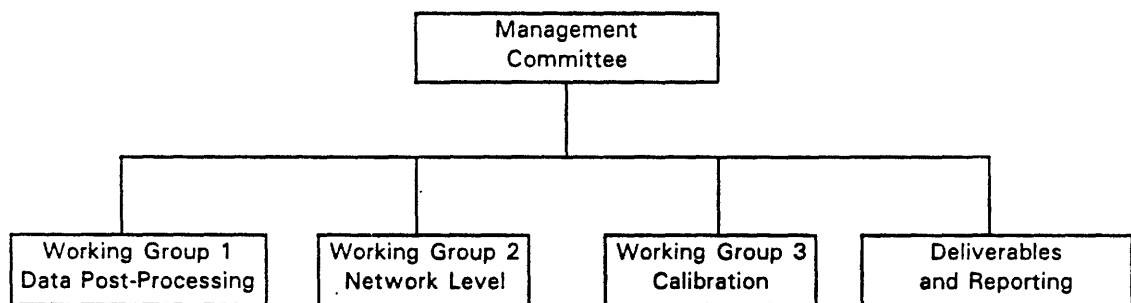 Management
Committee
Working Group 1
Data Post-Processing
Working Group 2
Network Level
Working Group 3
Calibration
Deliverables
and Reporting